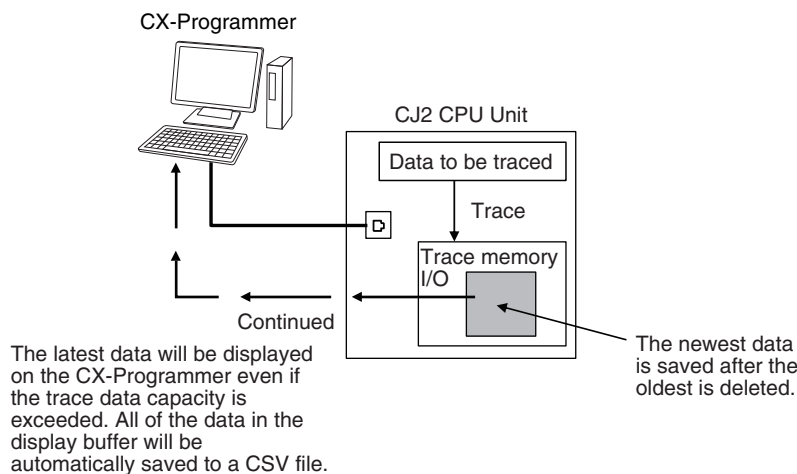 CX-Programmer
CJ2 CPU Unit
Data to be traced
Trace
Trace memory
I/O
Continued
The newest data
is saved after the
oldest is deleted.
The latest data will be displayed
on the CX-Programmer even if
the trace data capacity is
exceeded. All of the data in the
display buffer will be
automatically saved to a CSV file.